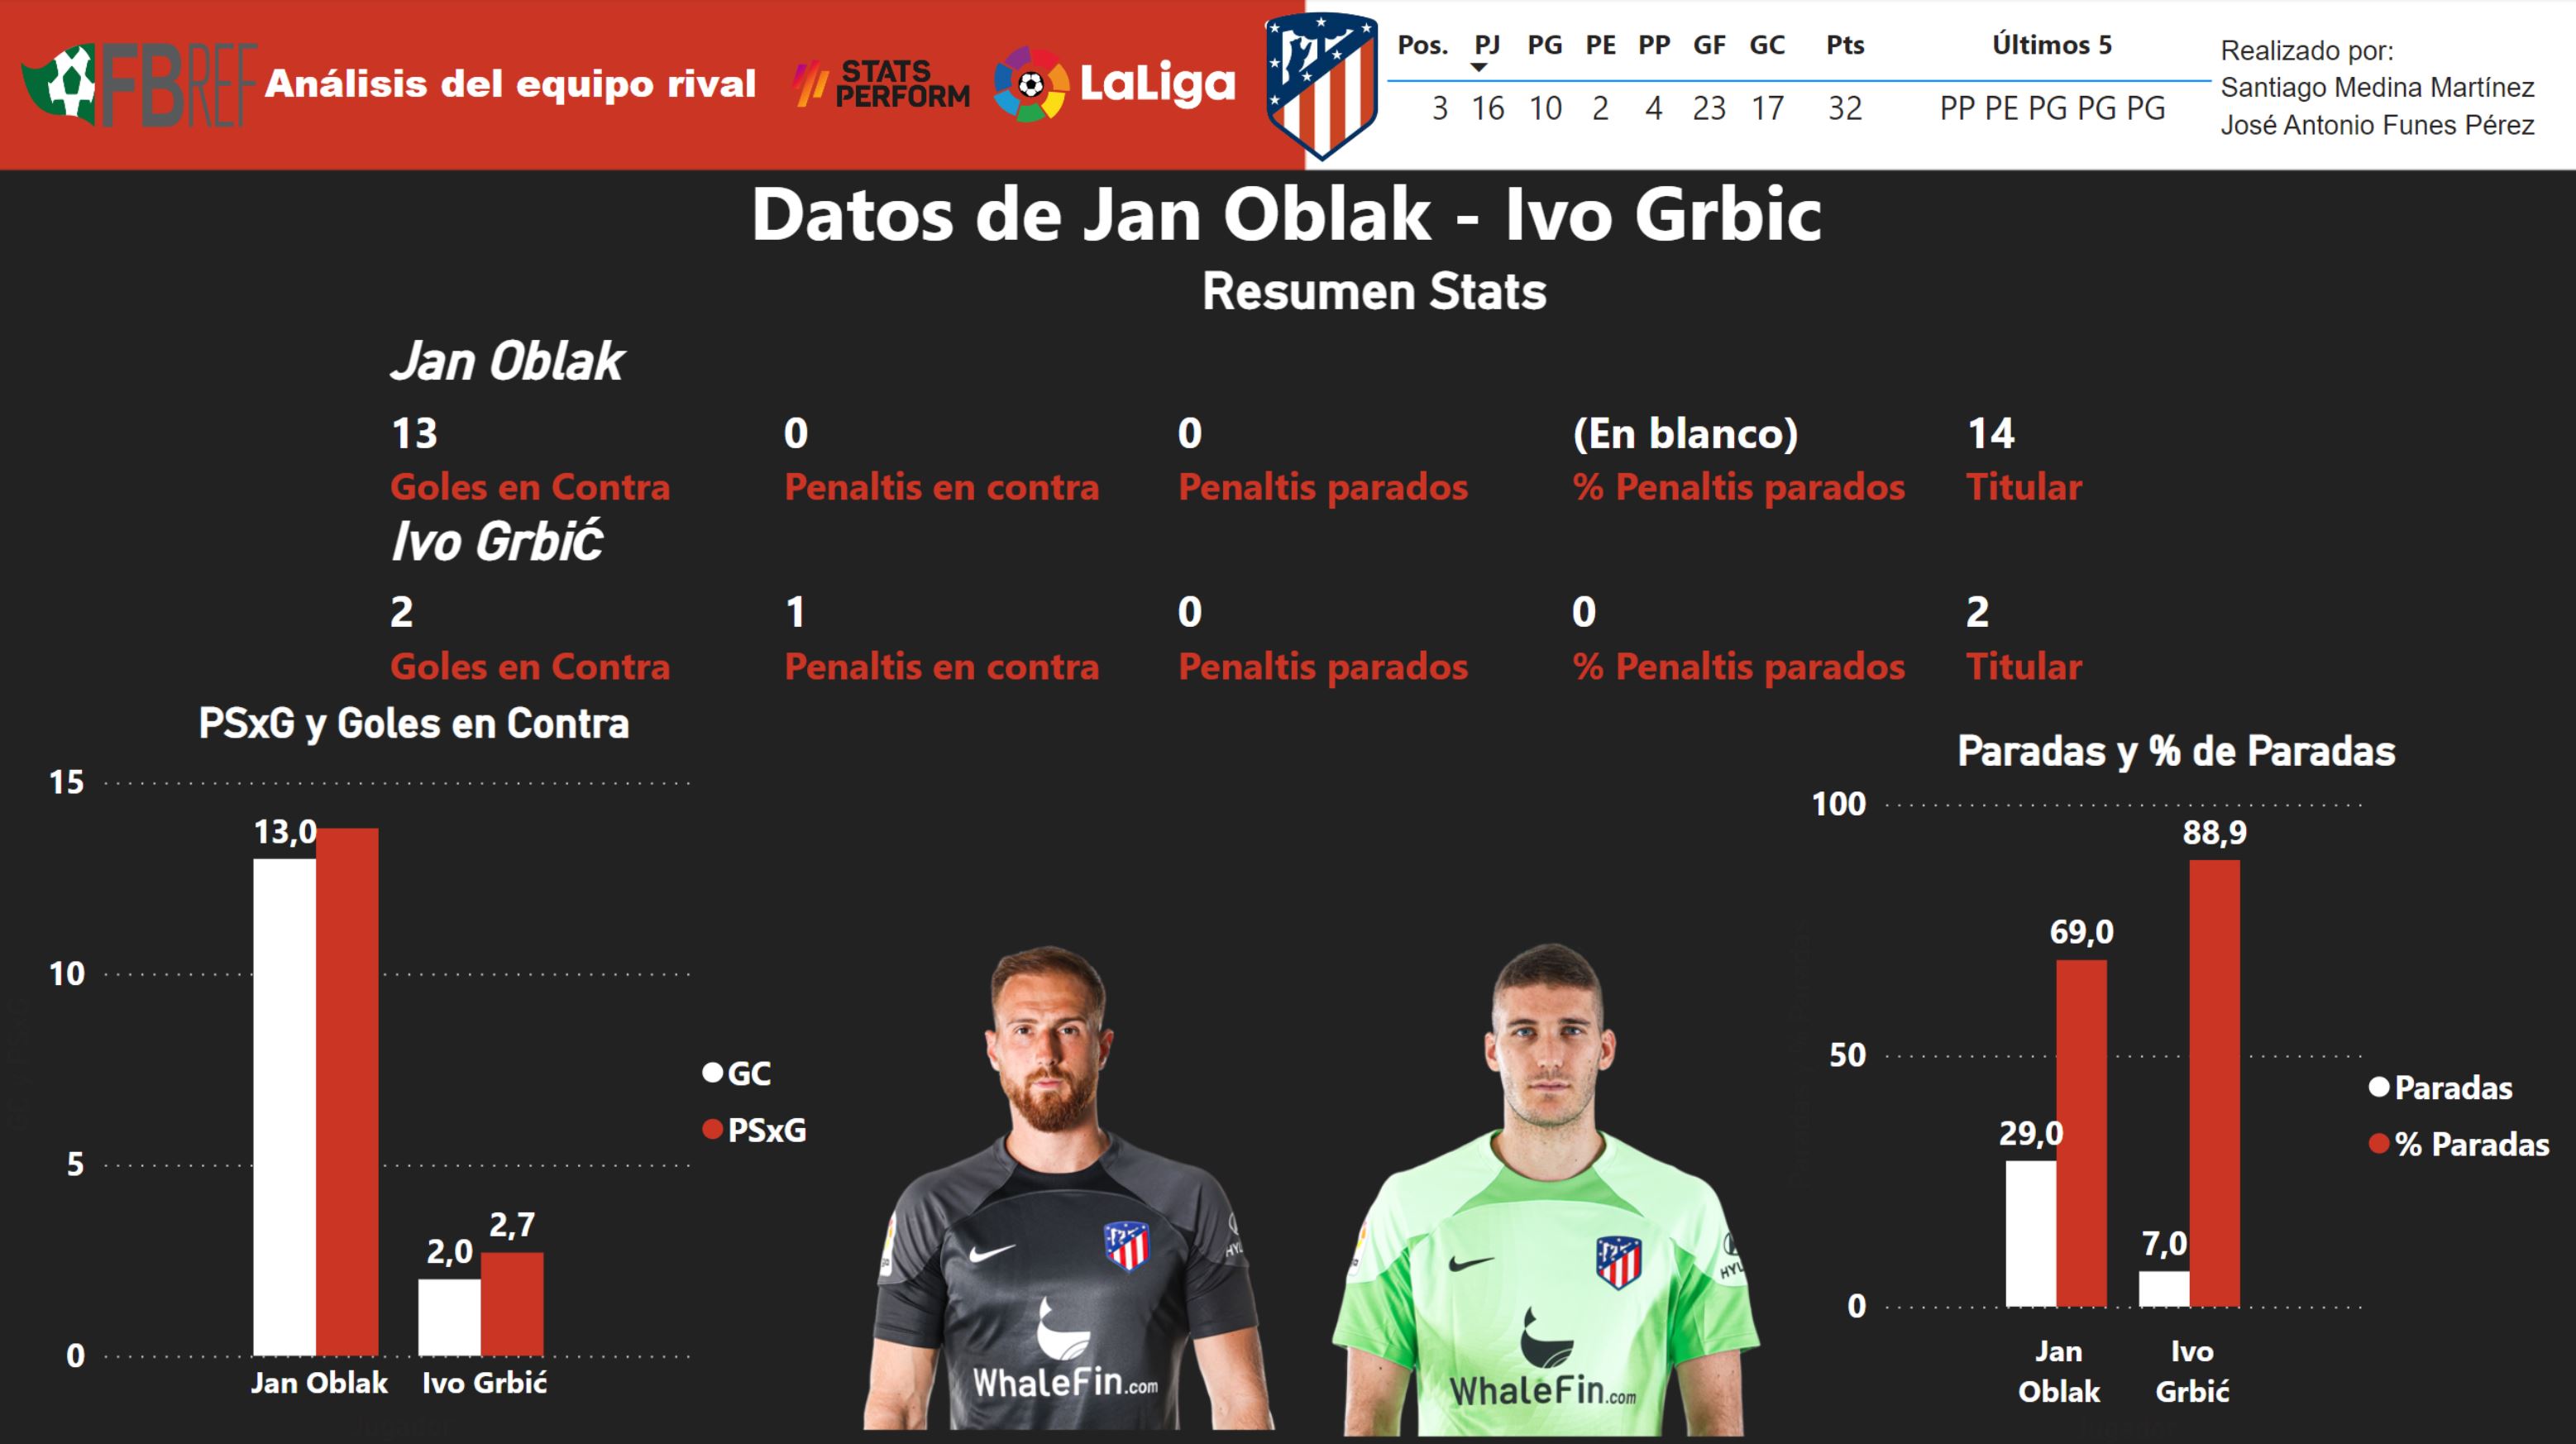 FBREF
Análisis del equipo rival
STATS
PERFORM
LaLiga
Pos. PJ PG PE PP GF GC Pts Últimos 5
3 16 10 2 4 23 17 32 PP PE PG PG PG
Realizado por:
Santiago Medina Martínez
José Antonio Funes Pérez
Datos de Jan Oblak - Ivo Grbic
Resumen Stats
Jan Oblak
13 0 0 (En blanco) 14
Goles en Contra Penaltis en contra Penaltis parados % Penaltis parados Titular
Ivo Grbić
2 1 0 0 2
Goles en Contra Penaltis en contra Penaltis parados % Penaltis parados Titular
PSxG y Goles en Contra
15
13,0
10
5
2,0
2,7
0
Jan Oblak Ivo Grbić
GC
PSxG
WhaleFin.com
WhaleFin.com
Paradas y % de Paradas
100
88,9
69,0
50
29,0
7,0
0
Jan
Oblak
Ivo
Grbić
Paradas
% Paradas